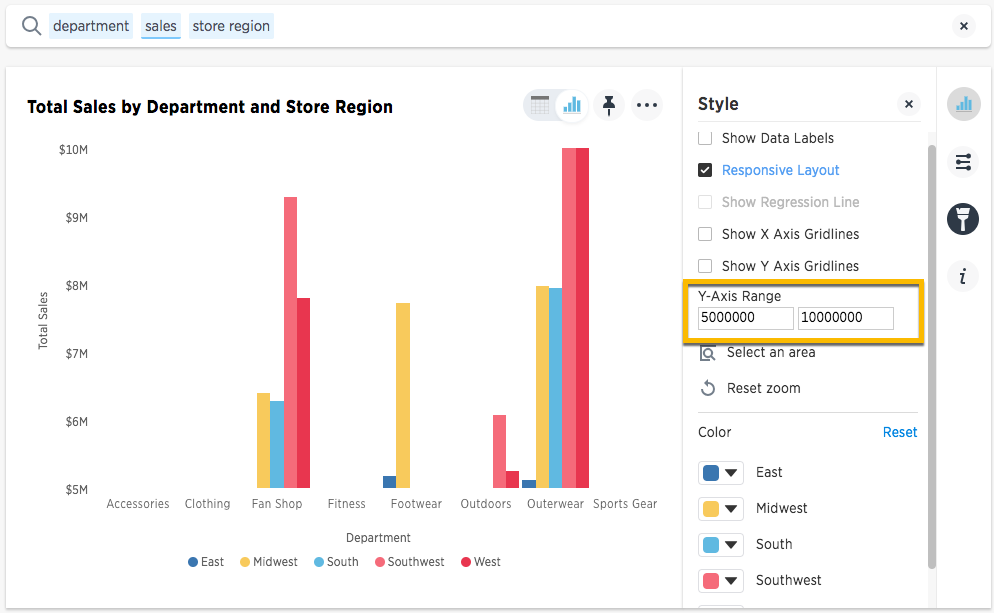 department sales store region
Total Sales by Department and Store Region
$10M
$9M
$8M
$7M
$6M
$5M
Total Sales
Accessories Clothing Fan Shop Fitness Footwear Outdoors Outerwear Sports Gear
Department
East Midwest South Southwest West
Style
Show Data Labels
Responsive Layout
Show Regression Line
Show X Axis Gridlines
Show Y Axis Gridlines
Y-Axis Range
5000000 10000000
Select an area
Reset zoom
Color Reset
East
Midwest
South
Southwest
i